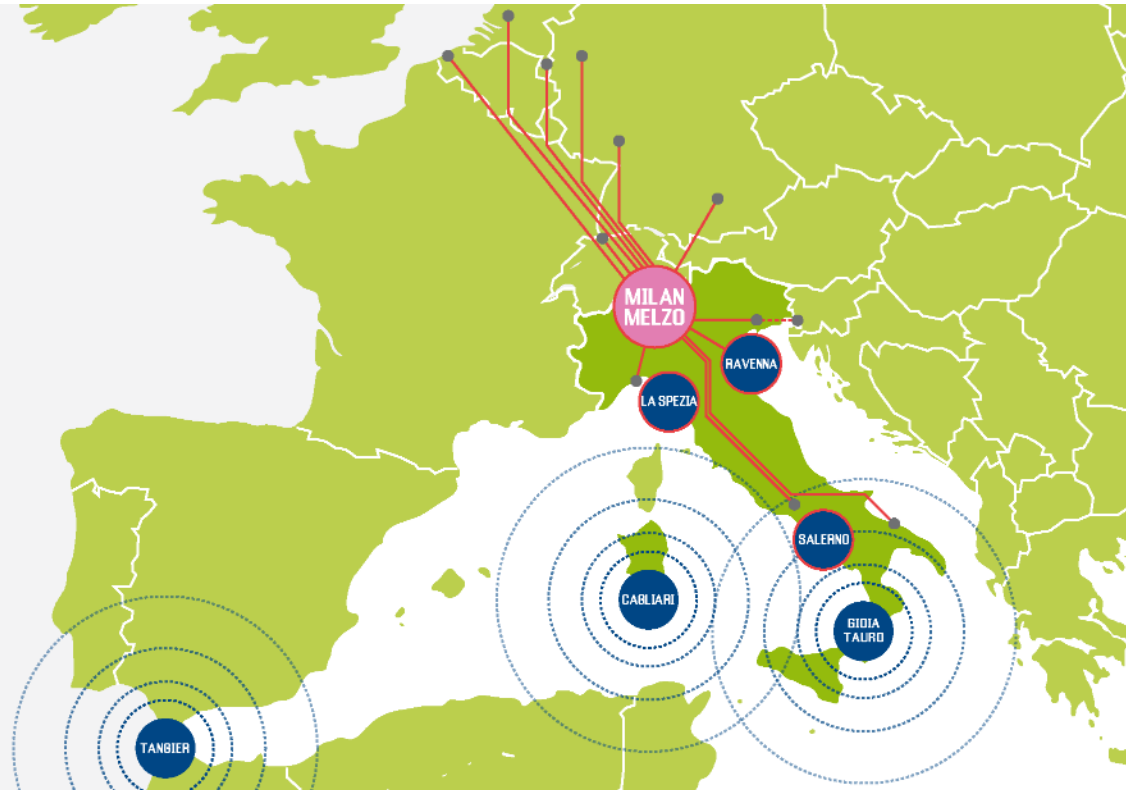 MILAN
MELZO
RAVENNA
LA SPEZIA
SALERNO
CAGLIARI
GIOIA
TAURO
TANGIER